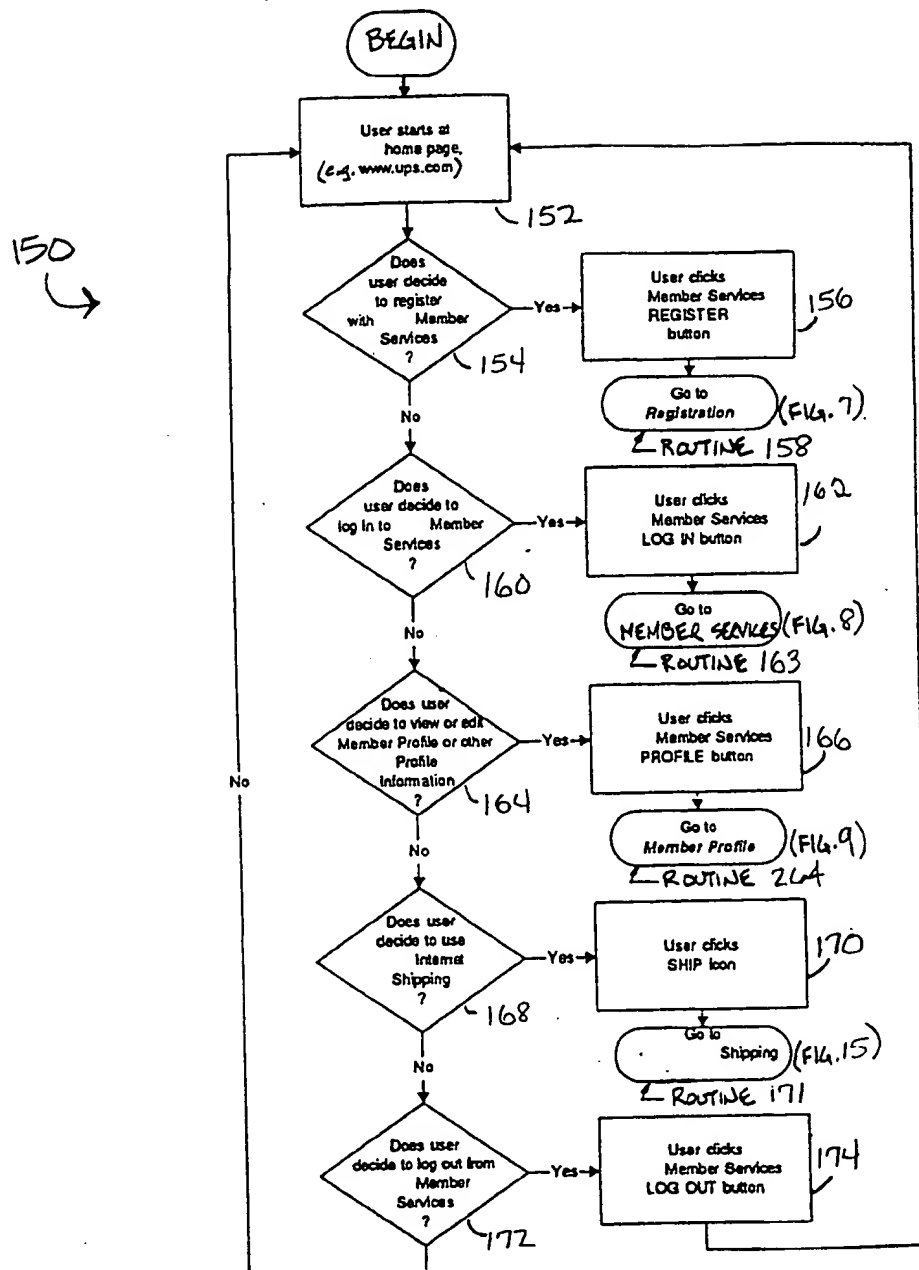 BEGIN
User starts at
home page,
(e.g. www.ups.com)
152
150
Does
user decide
to register
with Member
Services
?
154
Yes
User clicks
Member Services
REGISTER
button
156
Go to
Registration
(FIG. 7)
ROUTINE 158
No
Does
user decide to
log In to Member
Services
?
160
Yes
User clicks
Member Services
LOG IN button
162
Go to
MEMBER SERVICES
(FIG. 8)
ROUTINE 163
No
Does user
decide to view or edit
Member Profile or other
Profile
Information
?
164
Yes
User clicks
Member Services
PROFILE button
166
Go to
Member Profile
(FIG. 9)
ROUTINE 264
No
No
Does user
decide to use
Internet
Shipping
?
168
Yes
User clicks
SHIP Icon
170
Go to
Shipping
(FIG. 15)
ROUTINE 171
No
Does user
decide to log out from
Member
Services
?
172
Yes
User clicks
Member Services
LOG OUT button
174